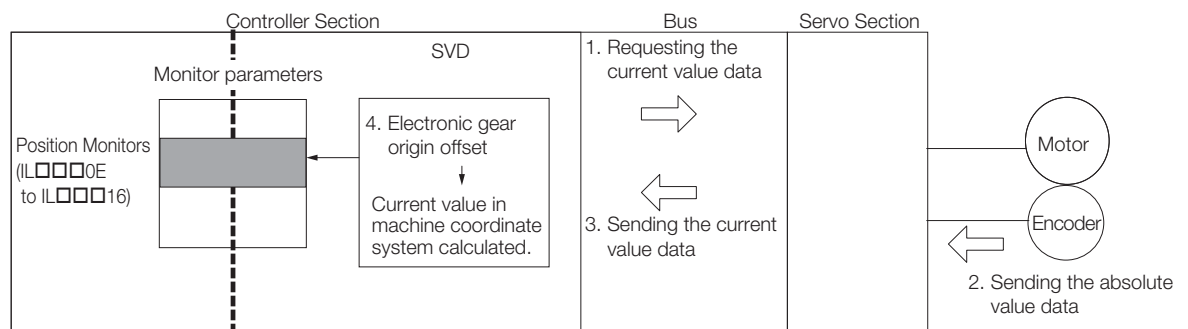 Controller Section
Bus
Servo Section
SVD
Monitor parameters
Position Monitors
(IL□□□0E
to IL□□□16)
4. Electronic gear
origin offset
Current value in
machine coordinate
system calculated.
1. Requesting the
current value data
3. Sending the current
value data
Motor
Encoder
2. Sending the absolute
value data